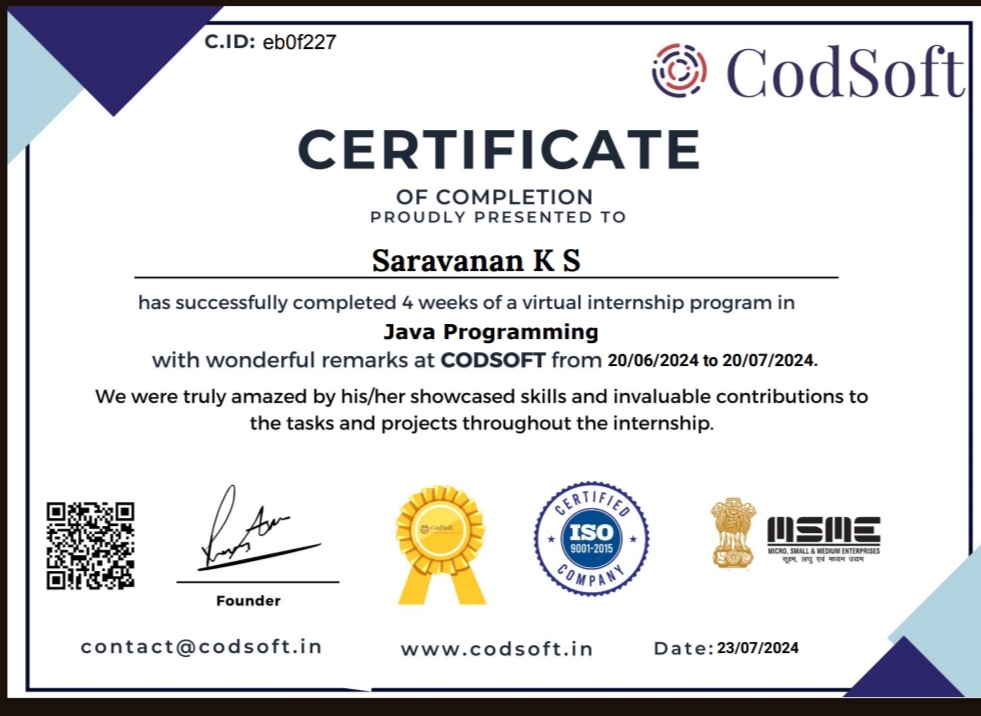 C.ID: eb0f227
CodSoft
CERTIFICATE
OF COMPLETION
PROUDLY PRESENTED TO
Saravanan K S
has successfully completed 4 weeks of a virtual internship program in
Java Programming
with wonderful remarks at CODSOFT from 20/06/2024 to 20/07/2024.
We were truly amazed by his/her showcased skills and invaluable contributions to
the tasks and projects throughout the internship.
Founder
CodSoft
CERTIFIED
ISO
9001-2015
COMPANY
MSME
MICRO, SMALL & MEDIUM ENTERPRISES
सूक्ष्म, लघु एवं मध्यम उद्यम
contact@codsoft.in
www.codsoft.in
Date: 23/07/2024